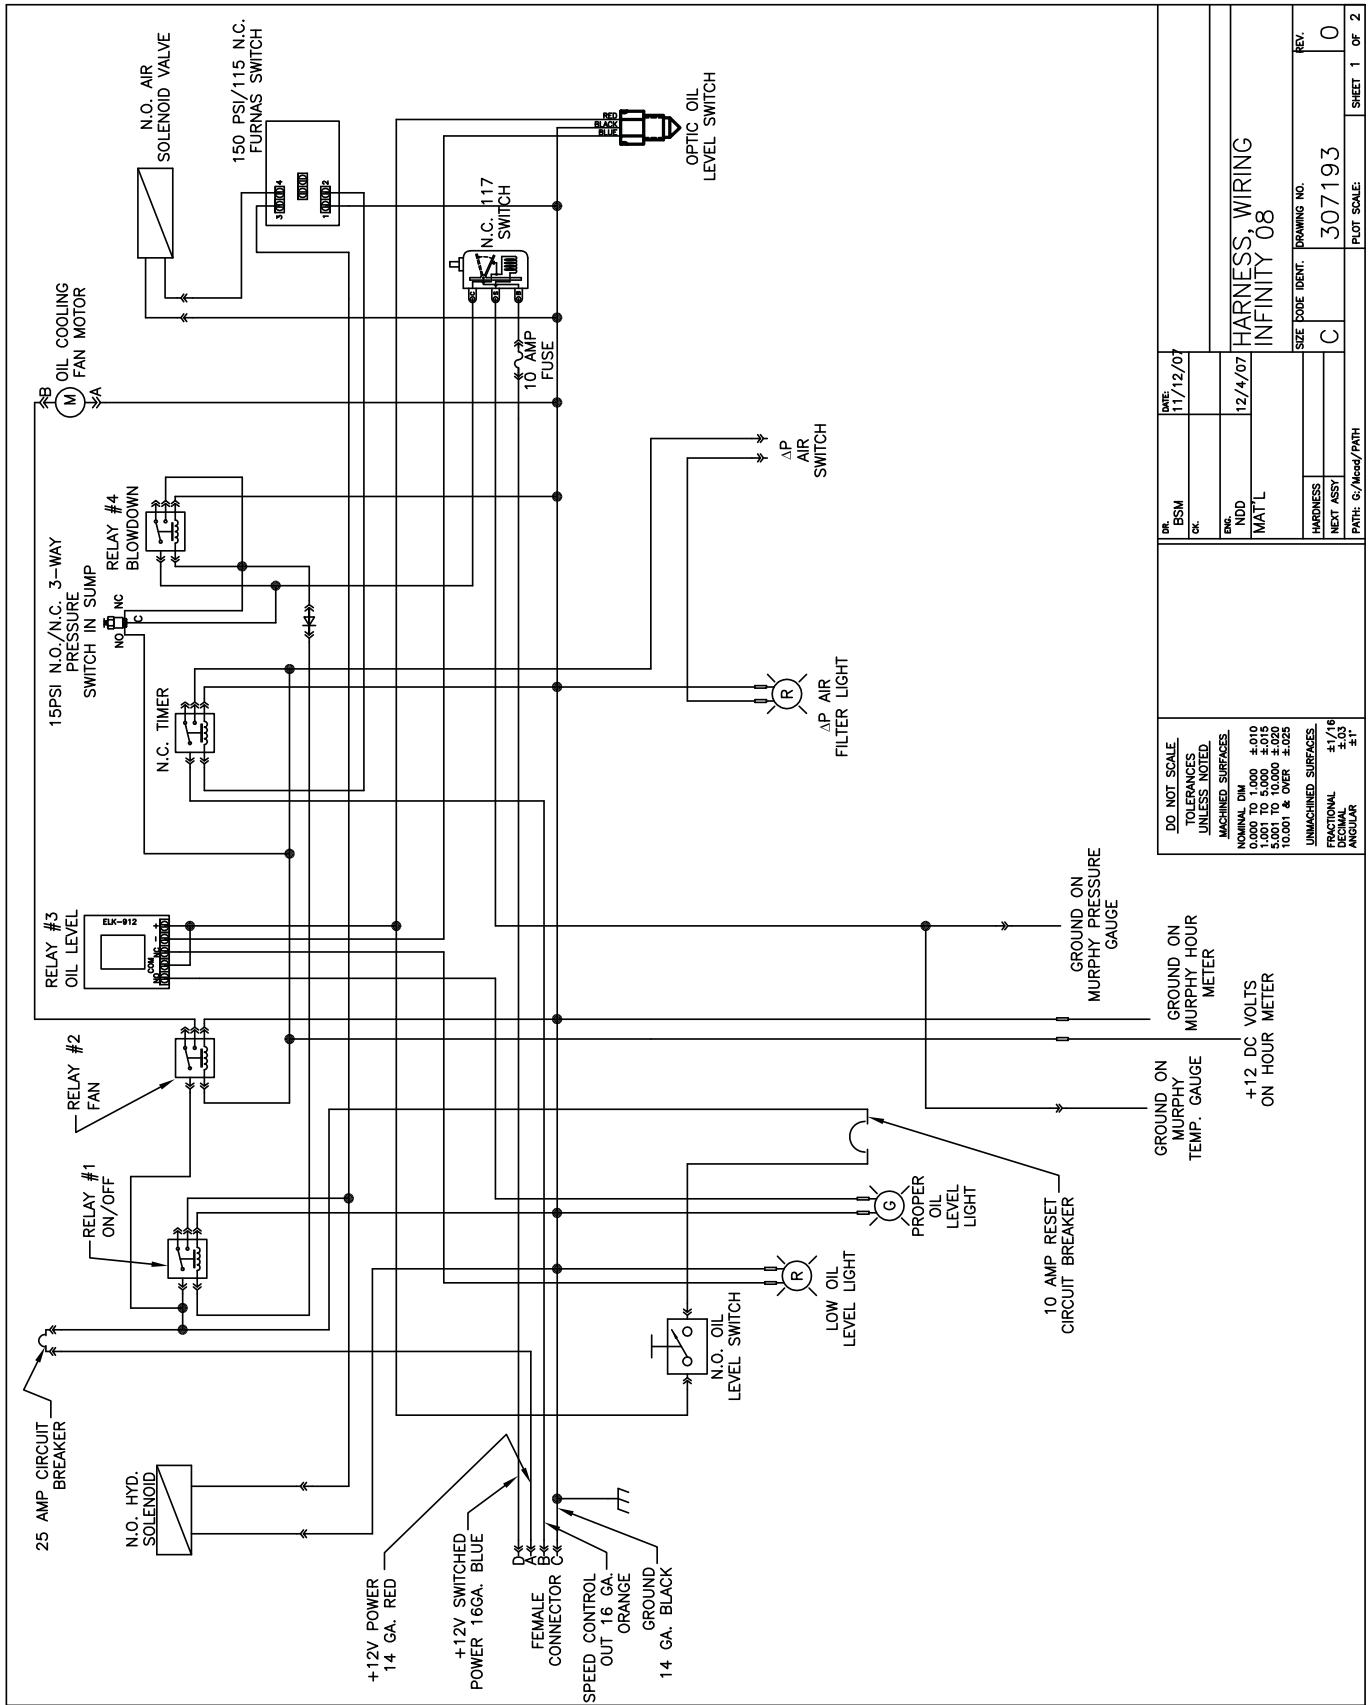 25 AMP CIRCUIT
BREAKER
N.O. HYD.
SOLENOID
RELAY #1
ON/OFF
RELAY #2
FAN
RELAY #3
OIL LEVEL
ELK-912
NO
COM
NC
-
+
15PSI N.O./N.C. 3-WAY
PRESSURE
SWITCH IN SUMP
NO
NC
C
N.C. TIMER
RELAY #4
BLOWDOWN
B
M
A
OIL COOLING
FAN MOTOR
N.O. AIR
SOLENOID VALVE
150 PSI/115 N.C.
FURNAS SWITCH
3
4
1
2
N.C. 117
SWITCH
10 AMP
FUSE
RED
BLACK
BLUE
OPTIC OIL
LEVEL SWITCH
ΔP
AIR
SWITCH
R
ΔP AIR
FILTER LIGHT
+12V POWER
14 GA. RED
+12V SWITCHED
POWER 16GA. BLUE
D
A
B
C
FEMALE
CONNECTOR
SPEED CONTROL
OUT 16 GA.
ORANGE
GROUND
14 GA. BLACK
N.O. OIL
LEVEL SWITCH
R
LOW OIL
LEVEL LIGHT
G
PROPER
OIL
LEVEL
LIGHT
10 AMP RESET
CIRCUIT BREAKER
GROUND ON
MURPHY
TEMP. GAUGE
+12 DC VOLTS
ON HOUR METER
GROUND ON
MURPHY HOUR
METER
GROUND ON
MURPHY PRESSURE
GAUGE
DO NOT SCALE
TOLERANCES
UNLESS NOTED
MACHINED SURFACES
NOMINAL DIM
0.000 TO 1.000 ±.010
1.001 TO 5.000 ±.015
5.001 TO 10.000 ±.020
10.001 & OVER ±.025
UNMACHINED SURFACES
FRACTIONAL ±1/16
DECIMAL ±.03
ANGULAR ±1°
DR.
BSM
DATE:
11/12/07
CK.
ENG.
NDD
12/4/07
MAT'L
HARDNESS
NEXT ASSY
PATH: G:/Mcad/PATH
HARNESS, WIRING
INFINITY 08
SIZE
C
CODE IDENT.
DRAWING NO.
307193
REV.
0
PLOT SCALE:
SHEET 1 OF 2